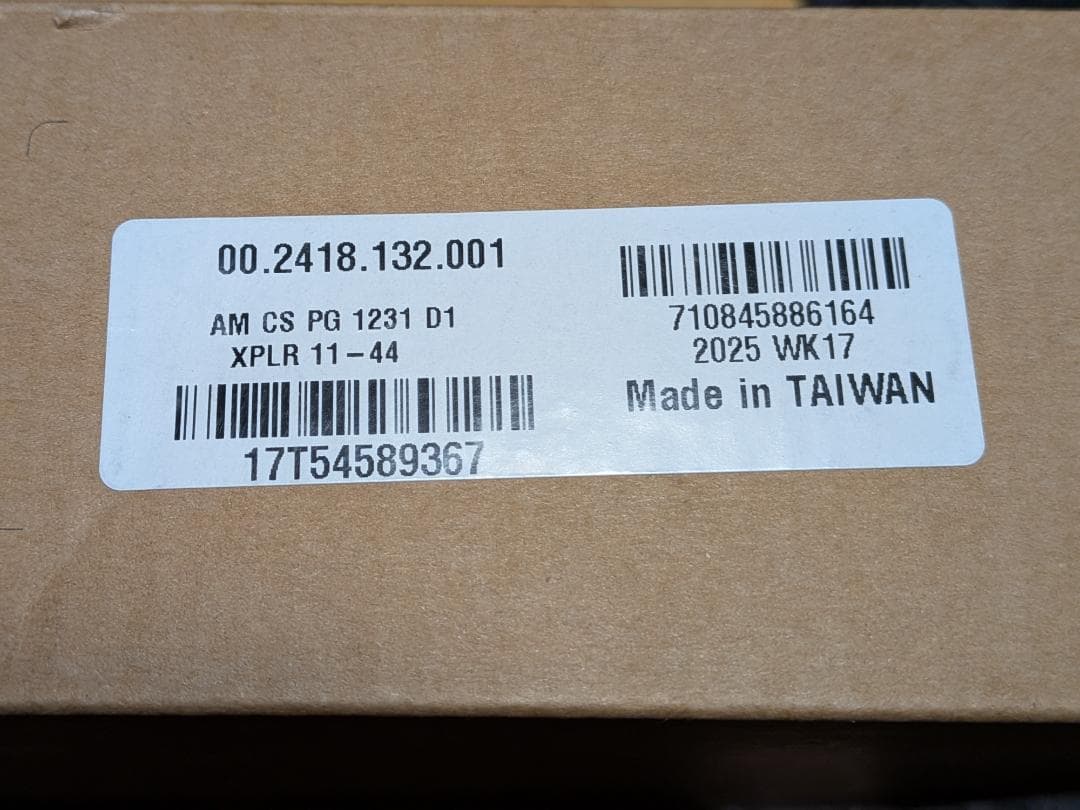 00.2418.132.001
AM CS PG 1231 D1
XPLR 11-44
17T54589367
710845886164
2025 WK17
Made in TAIWAN